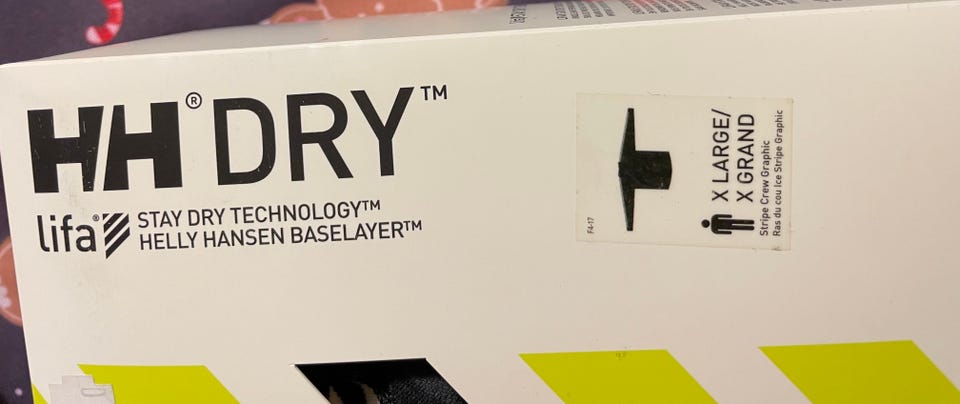 HH® DRY™
lifa® STAY DRY TECHNOLOGY™
HELLY HANSEN BASELAYER™
X LARGE/
X GRAND
Stripe Crew Graphic
Ras du cou Ice Stripe Graphic
F4-17